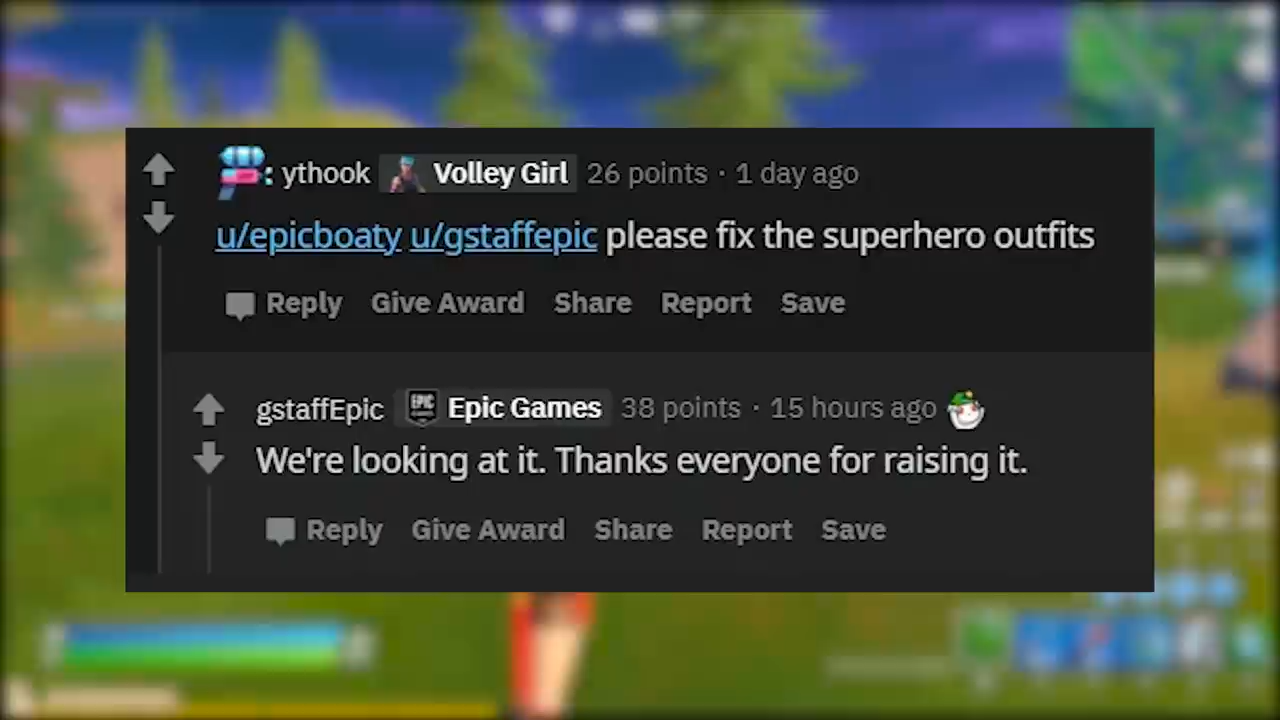 : ythook Volley Girl 26 points · 1 day ago
u/epicboaty u/gstaffepic please fix the superhero outfits
Reply Give Award Share Report Save
gstaffEpic EPIC Epic Games 38 points · 15 hours ago
We're looking at it. Thanks everyone for raising it.
Reply Give Award Share Report Save